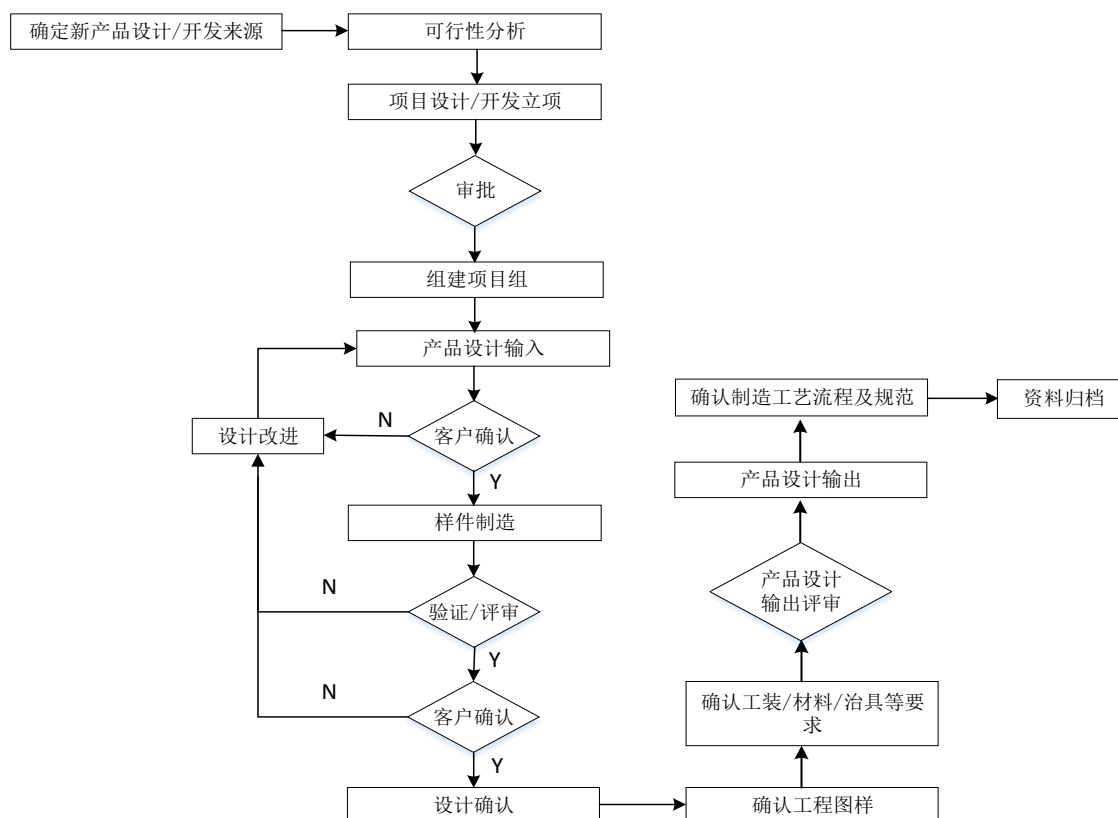 确定新产品设计/开发来源
可行性分析
项目设计/开发立项
审批
组建项目组
产品设计输入
设计改进
N
客户确认
Y
样件制造
N
验证/评审
Y
N
客户确认
Y
设计确认
确认工程图样
确认工装/材料/治具等要
求
产品设计
输出评审
产品设计输出
确认制造工艺流程及规范
资料归档